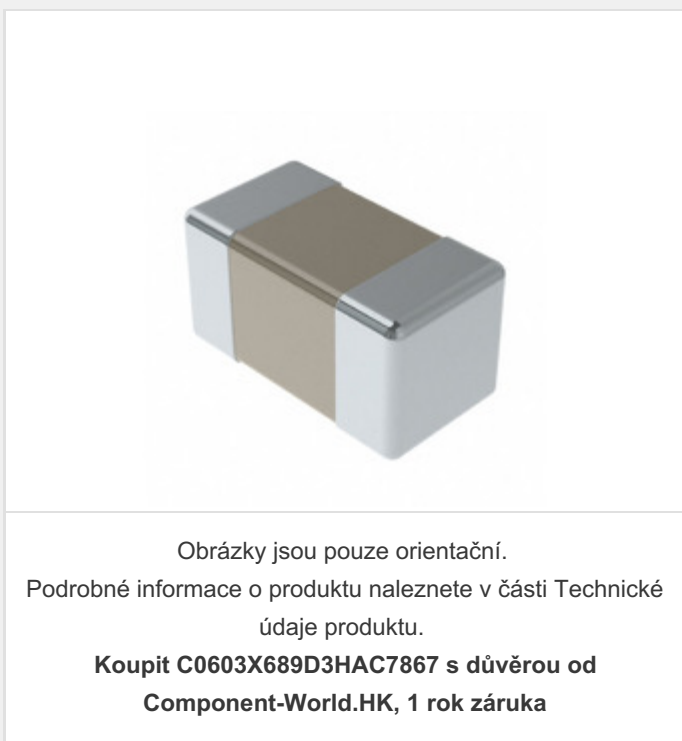 Obrázky jsou pouze orientační.
Podrobné informace o produktu naleznete v části Technické
údaje produktu.
Koupit C0603X689D3HAC7867 s důvěrou od
Component-World.HK, 1 rok záruka